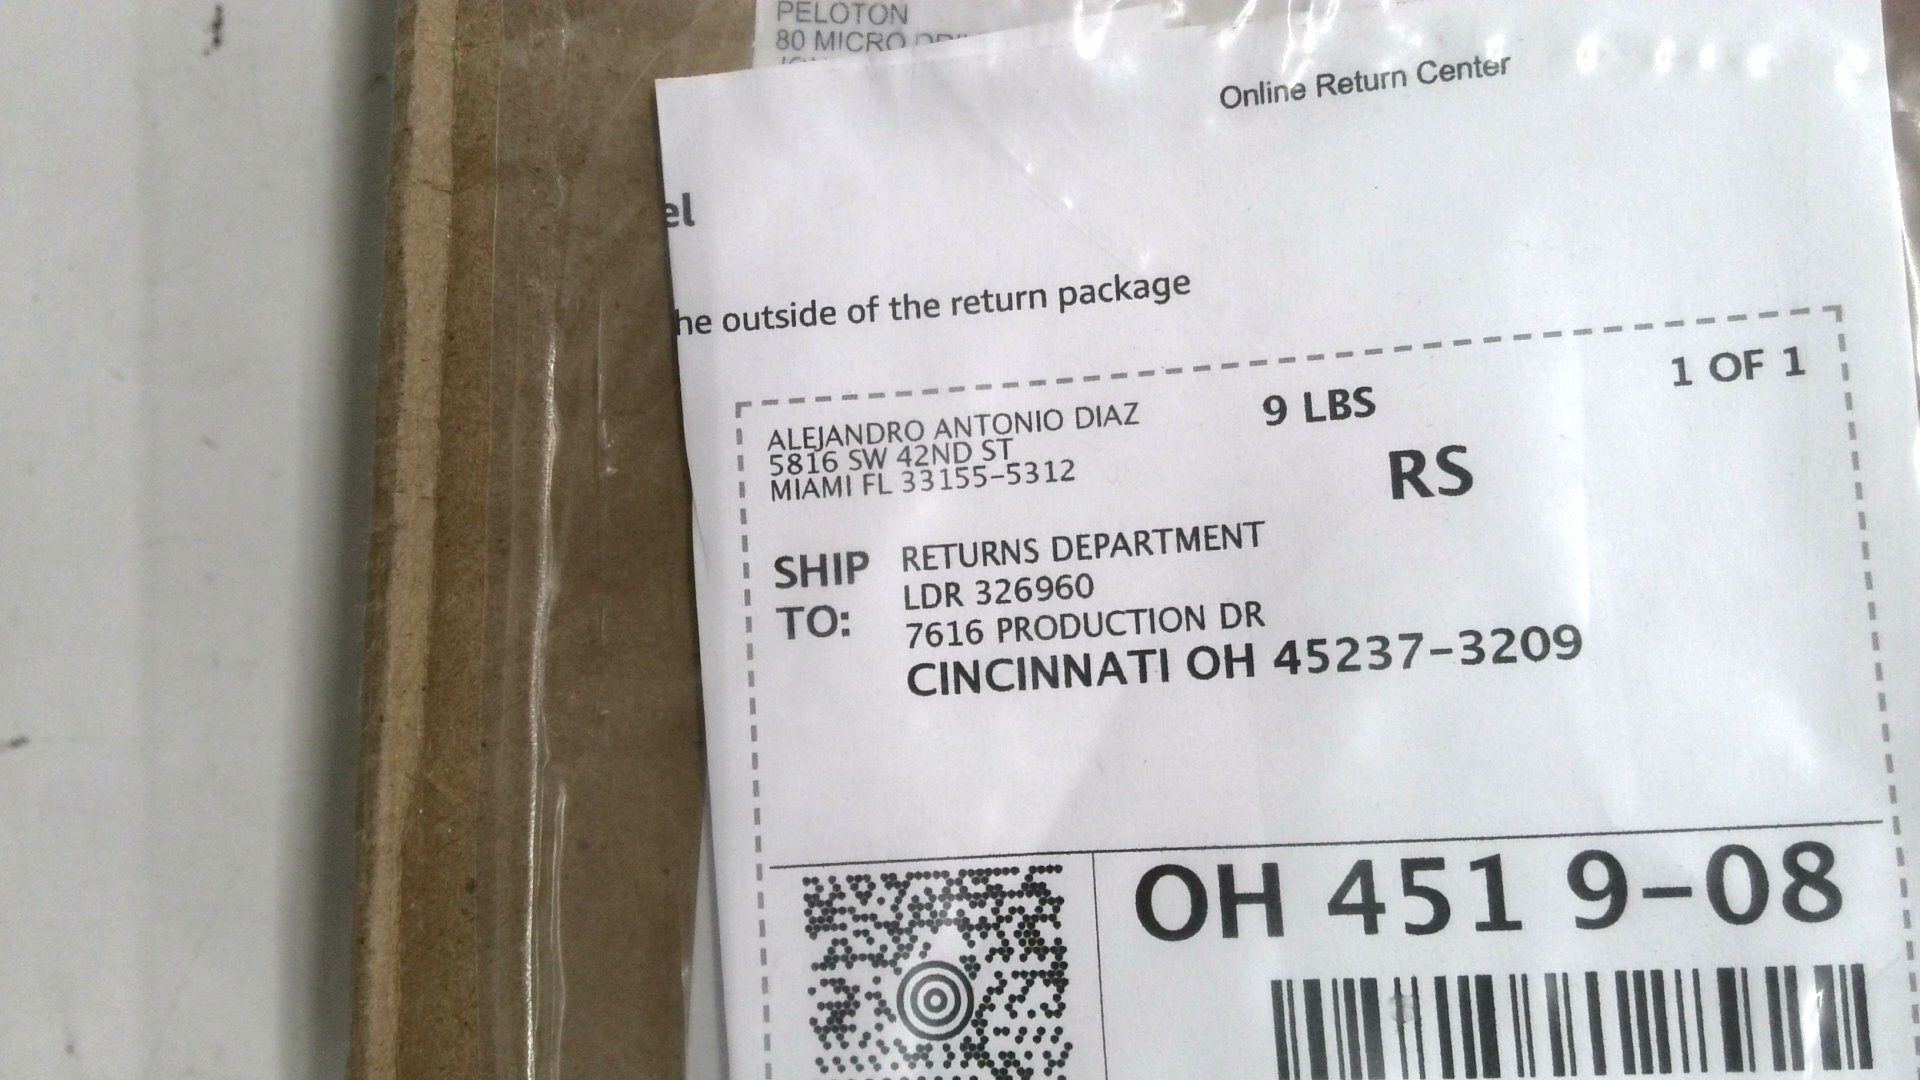 PELOTON
80 MICRO
Online Return Center
el
he outside of the return package
ALEJANDRO ANTONIO DIAZ
5816 SW 42ND ST
MIAMI FL 33155-5312
9 LBS
1 OF 1
RS
SHIP TO:
RETURNS DEPARTMENT
LDR 326960
7616 PRODUCTION DR
CINCINNATI OH 45237-3209
OH 451 9-08